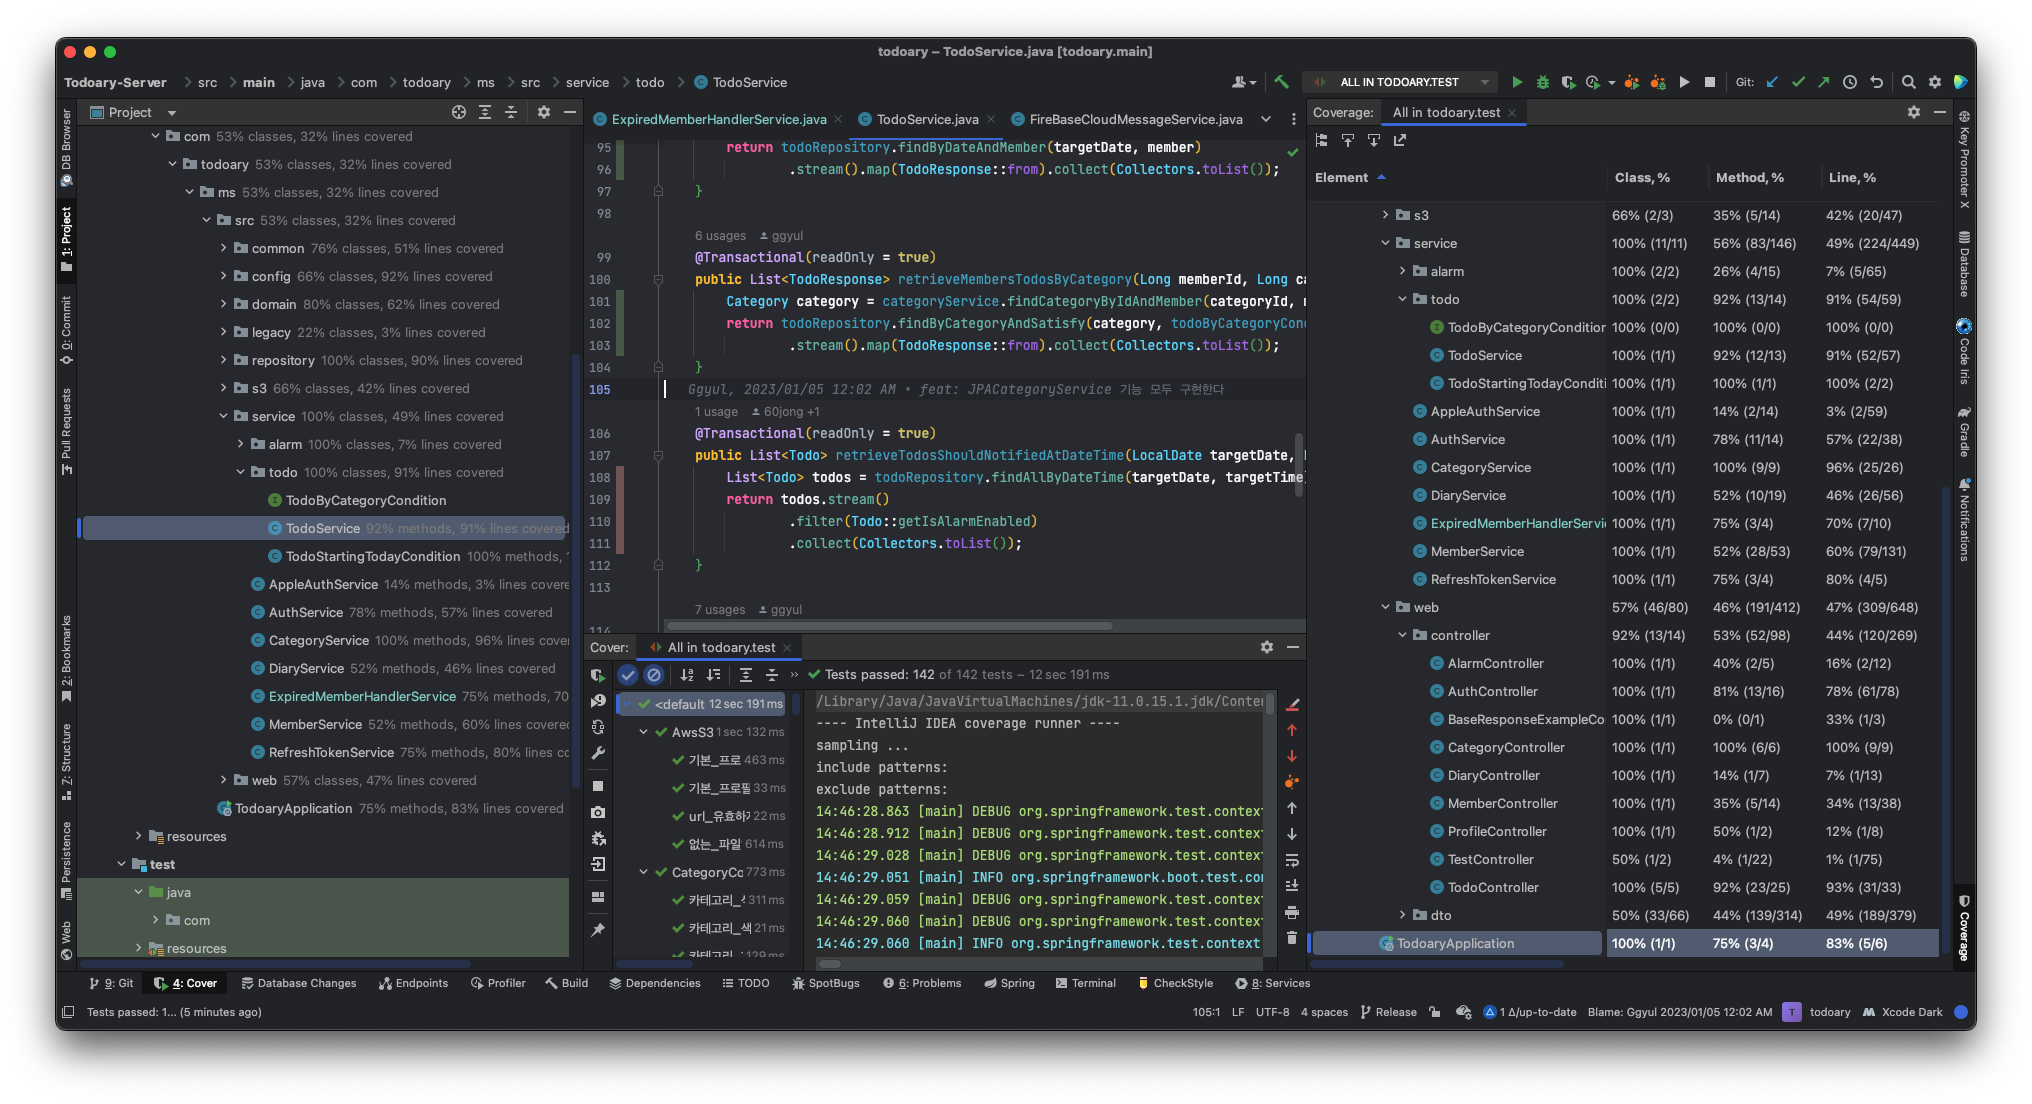 todoary – TodoService.java [todoary.main]
Todoary-Server src main java com todoary ms src service todo TodoService
ALL IN TODOARY.TEST
Git:
Project
com 53% classes, 32% lines covered
todoary 53% classes, 32% lines covered
ms 53% classes, 32% lines covered
src 53% classes, 32% lines covered
common 76% classes, 51% lines covered
config 66% classes, 92% lines covered
domain 80% classes, 62% lines covered
legacy 22% classes, 3% lines covered
repository 100% classes, 90% lines covered
s3 66% classes, 42% lines covered
service 100% classes, 49% lines covered
alarm 100% classes, 7% lines covered
todo 100% classes, 91% lines covered
TodoByCategoryCondition
TodoService 92% methods, 91% lines covered
TodoStartingTodayCondition 100% methods,
AppleAuthService 14% methods, 3% lines covere
AuthService 78% methods, 57% lines covered
CategoryService 100% methods, 96% lines cover
DiaryService 52% methods, 46% lines covered
ExpiredMemberHandlerService 75% methods, 70
MemberService 52% methods, 60% lines covered
RefreshTokenService 75% methods, 80% lines cc
web 57% classes, 47% lines covered
TodoaryApplication 75% methods, 83% lines covered
resources
test
java
com
resources
DB Browser
1: Project
0: Commit
Pull Requests
2: Bookmarks
7: Structure
Persistence
Web
ExpiredMemberHandlerService.java
TodoService.java
FireBaseCloudMessageService.java
95 return todoRepository.findByDateAndMember(targetDate, member)
96 .stream().map(TodoResponse::from).collect(Collectors.toList());
97 }
98
6 usages ggyul
99 @Transactional(readOnly = true)
100 public List<TodoResponse> retrieveMembersTodosByCategory(Long memberId, Long ca
101 Category category = categoryService.findCategoryByIdAndMember(categoryId, m
102 return todoRepository.findByCategoryAndSatisfy(category, todoByCategoryCon
103 .stream().map(TodoResponse::from).collect(Collectors.toList());
104 }
105 Ggyul, 2023/01/05 12:02 AM • feat: JPACategoryService 기능 모두 구현한다
1 usage 60jong +1
106 @Transactional(readOnly = true)
107 public List<Todo> retrieveTodosShouldNotifiedAtDateTime(LocalDate targetDate,
108 List<Todo> todos = todoRepository.findAllByDateTime(targetDate, targetTime
109 return todos.stream()
110 .filter(Todo::getIsAlarmEnabled)
111 .collect(Collectors.toList());
112 }
113
7 usages ggyul
114
Cover: All in todoary.test
Tests passed: 142 of 142 tests – 12 sec 191 ms
<default 12 sec 191 ms
AwsS3 1 sec 132 ms
기본_프로 463 ms
기본_프로필 33 ms
url_유효하 22 ms
없는_파일 614 ms
CategoryCo 773 ms
카테고리_ 311 ms
카테고리_색 21 ms
카테고리_ 129 ms
/Library/Java/JavaVirtualMachines/jdk-11.0.15.1.jdk/Conte
---- IntelliJ IDEA coverage runner ----
sampling ...
include patterns:
exclude patterns:
14:46:28.863 [main] DEBUG org.springframework.test.context
14:46:28.912 [main] DEBUG org.springframework.test.context
14:46:29.028 [main] DEBUG org.springframework.test.context
14:46:29.051 [main] INFO org.springframework.boot.test.co
14:46:29.059 [main] DEBUG org.springframework.test.context
14:46:29.060 [main] DEBUG org.springframework.test.context
14:46:29.060 [main] INFO org.springframework.test.context
Coverage: All in todoary.test
Element Class, % Method, % Line, %
s3 66% (2/3) 35% (5/14) 42% (20/47)
service 100% (11/11) 56% (83/146) 49% (224/449)
alarm 100% (2/2) 26% (4/15) 7% (5/65)
todo 100% (2/2) 92% (13/14) 91% (54/59)
TodoByCategoryCondition 100% (0/0) 100% (0/0) 100% (0/0)
TodoService 100% (1/1) 92% (12/13) 91% (52/57)
TodoStartingTodayConditi 100% (1/1) 100% (1/1) 100% (2/2)
AppleAuthService 100% (1/1) 14% (2/14) 3% (2/59)
AuthService 100% (1/1) 78% (11/14) 57% (22/38)
CategoryService 100% (1/1) 100% (9/9) 96% (25/26)
DiaryService 100% (1/1) 52% (10/19) 46% (26/56)
ExpiredMemberHandlerServi 100% (1/1) 75% (3/4) 70% (7/10)
MemberService 100% (1/1) 52% (28/53) 60% (79/131)
RefreshTokenService 100% (1/1) 75% (3/4) 80% (4/5)
web 57% (46/80) 46% (191/412) 47% (309/648)
controller 92% (13/14) 53% (52/98) 44% (120/269)
AlarmController 100% (1/1) 40% (2/5) 16% (2/12)
AuthController 100% (1/1) 81% (13/16) 78% (61/78)
BaseResponseExampleCo 100% (1/1) 0% (0/1) 33% (1/3)
CategoryController 100% (1/1) 100% (6/6) 100% (9/9)
DiaryController 100% (1/1) 14% (1/7) 7% (1/13)
MemberController 100% (1/1) 35% (5/14) 34% (13/38)
ProfileController 100% (1/1) 50% (1/2) 12% (1/8)
TestController 50% (1/2) 4% (1/22) 1% (1/75)
TodoController 100% (5/5) 92% (23/25) 93% (31/33)
dto 50% (33/66) 44% (139/314) 49% (189/379)
TodoaryApplication 100% (1/1) 75% (3/4) 83% (5/6)
Key Promoter X
Database
Code Iris
Gradle
Notifications
Coverage
9: Git 4: Cover Database Changes Endpoints Profiler Build Dependencies TODO SpotBugs 6: Problems Spring Terminal CheckStyle 8: Services
Tests passed: 1... (5 minutes ago)
105:1 LF UTF-8 4 spaces Release 1 Δ/up-to-date Blame: Ggyul 2023/01/05 12:02 AM T todoary Xcode Dark